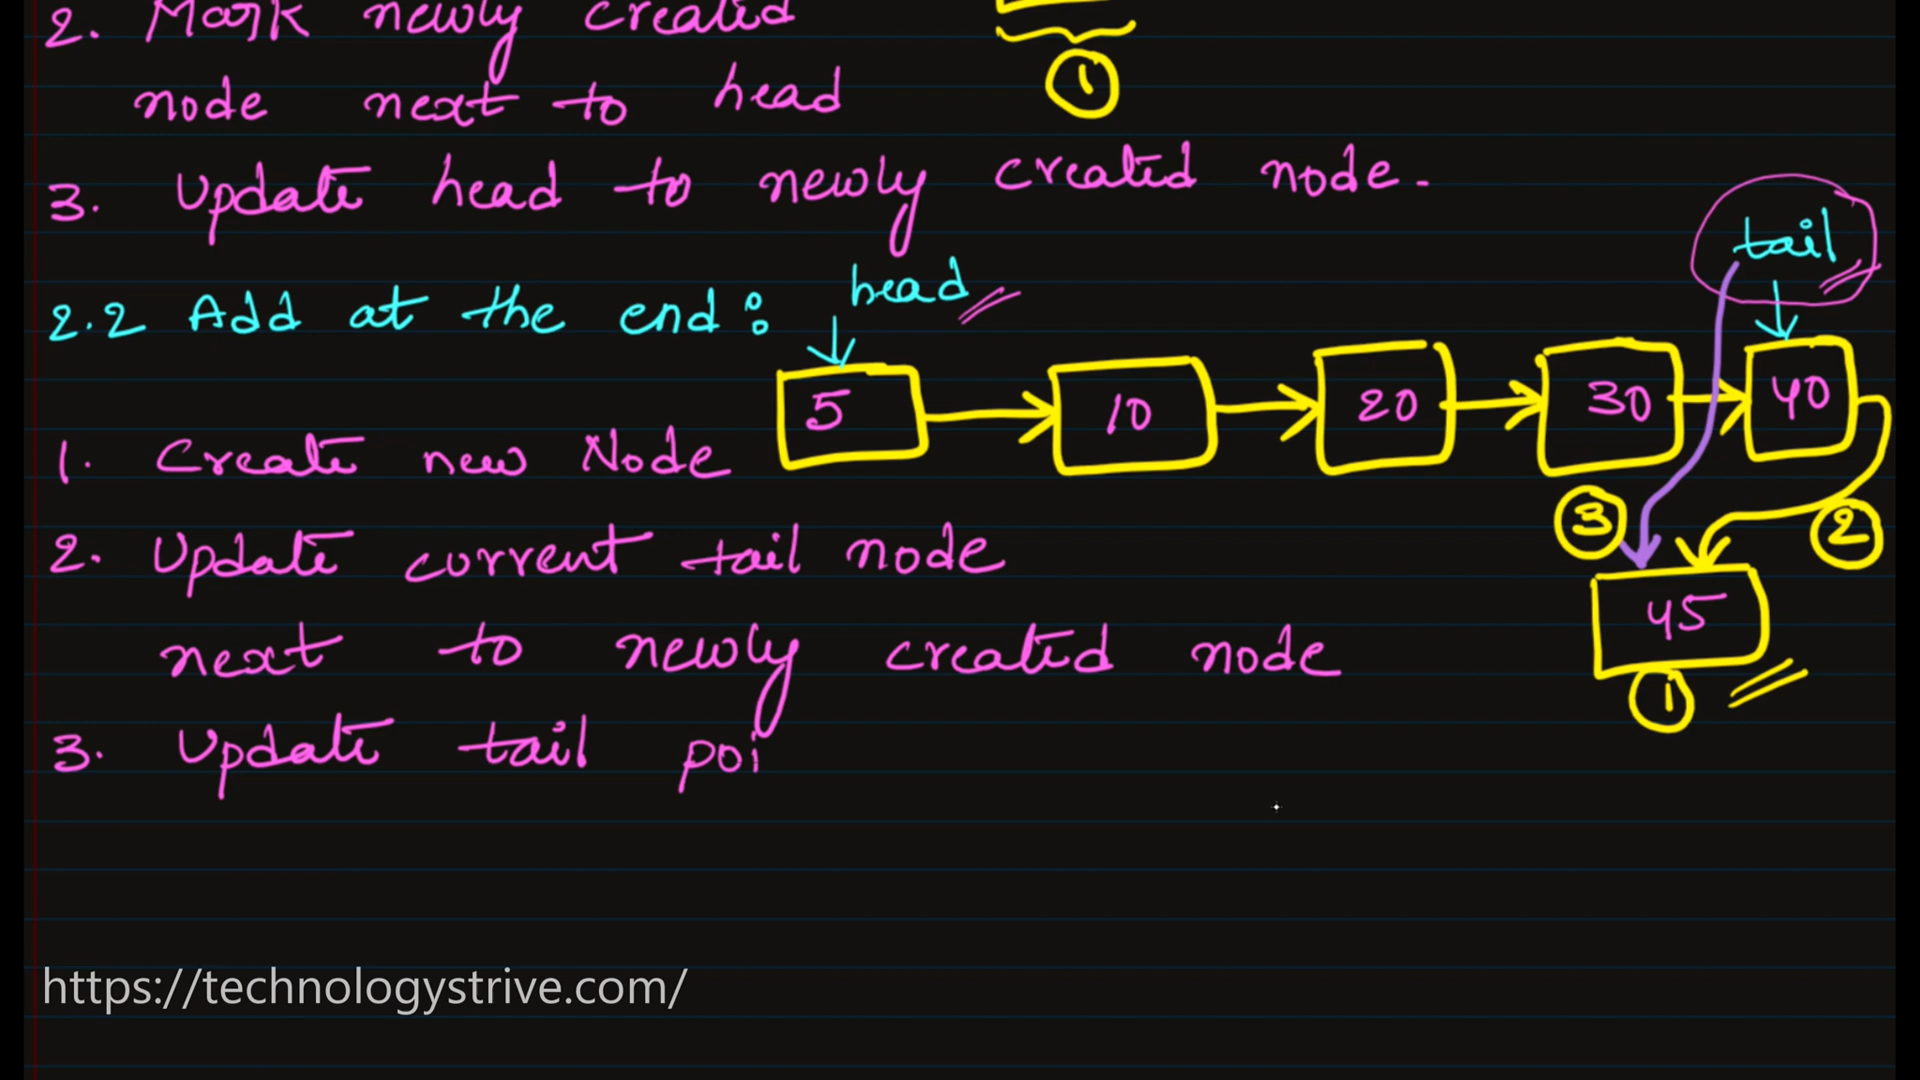 2. Mark newly created
1
node next to head
3. Update head to newly created node.
tail
2.2 Add at the end: head
5 10 20 30 40
1. Create new Node
3 2
2. Update current tail node
45
next to newly created node
1
3. Update tail poi
https://technologystrive.com/